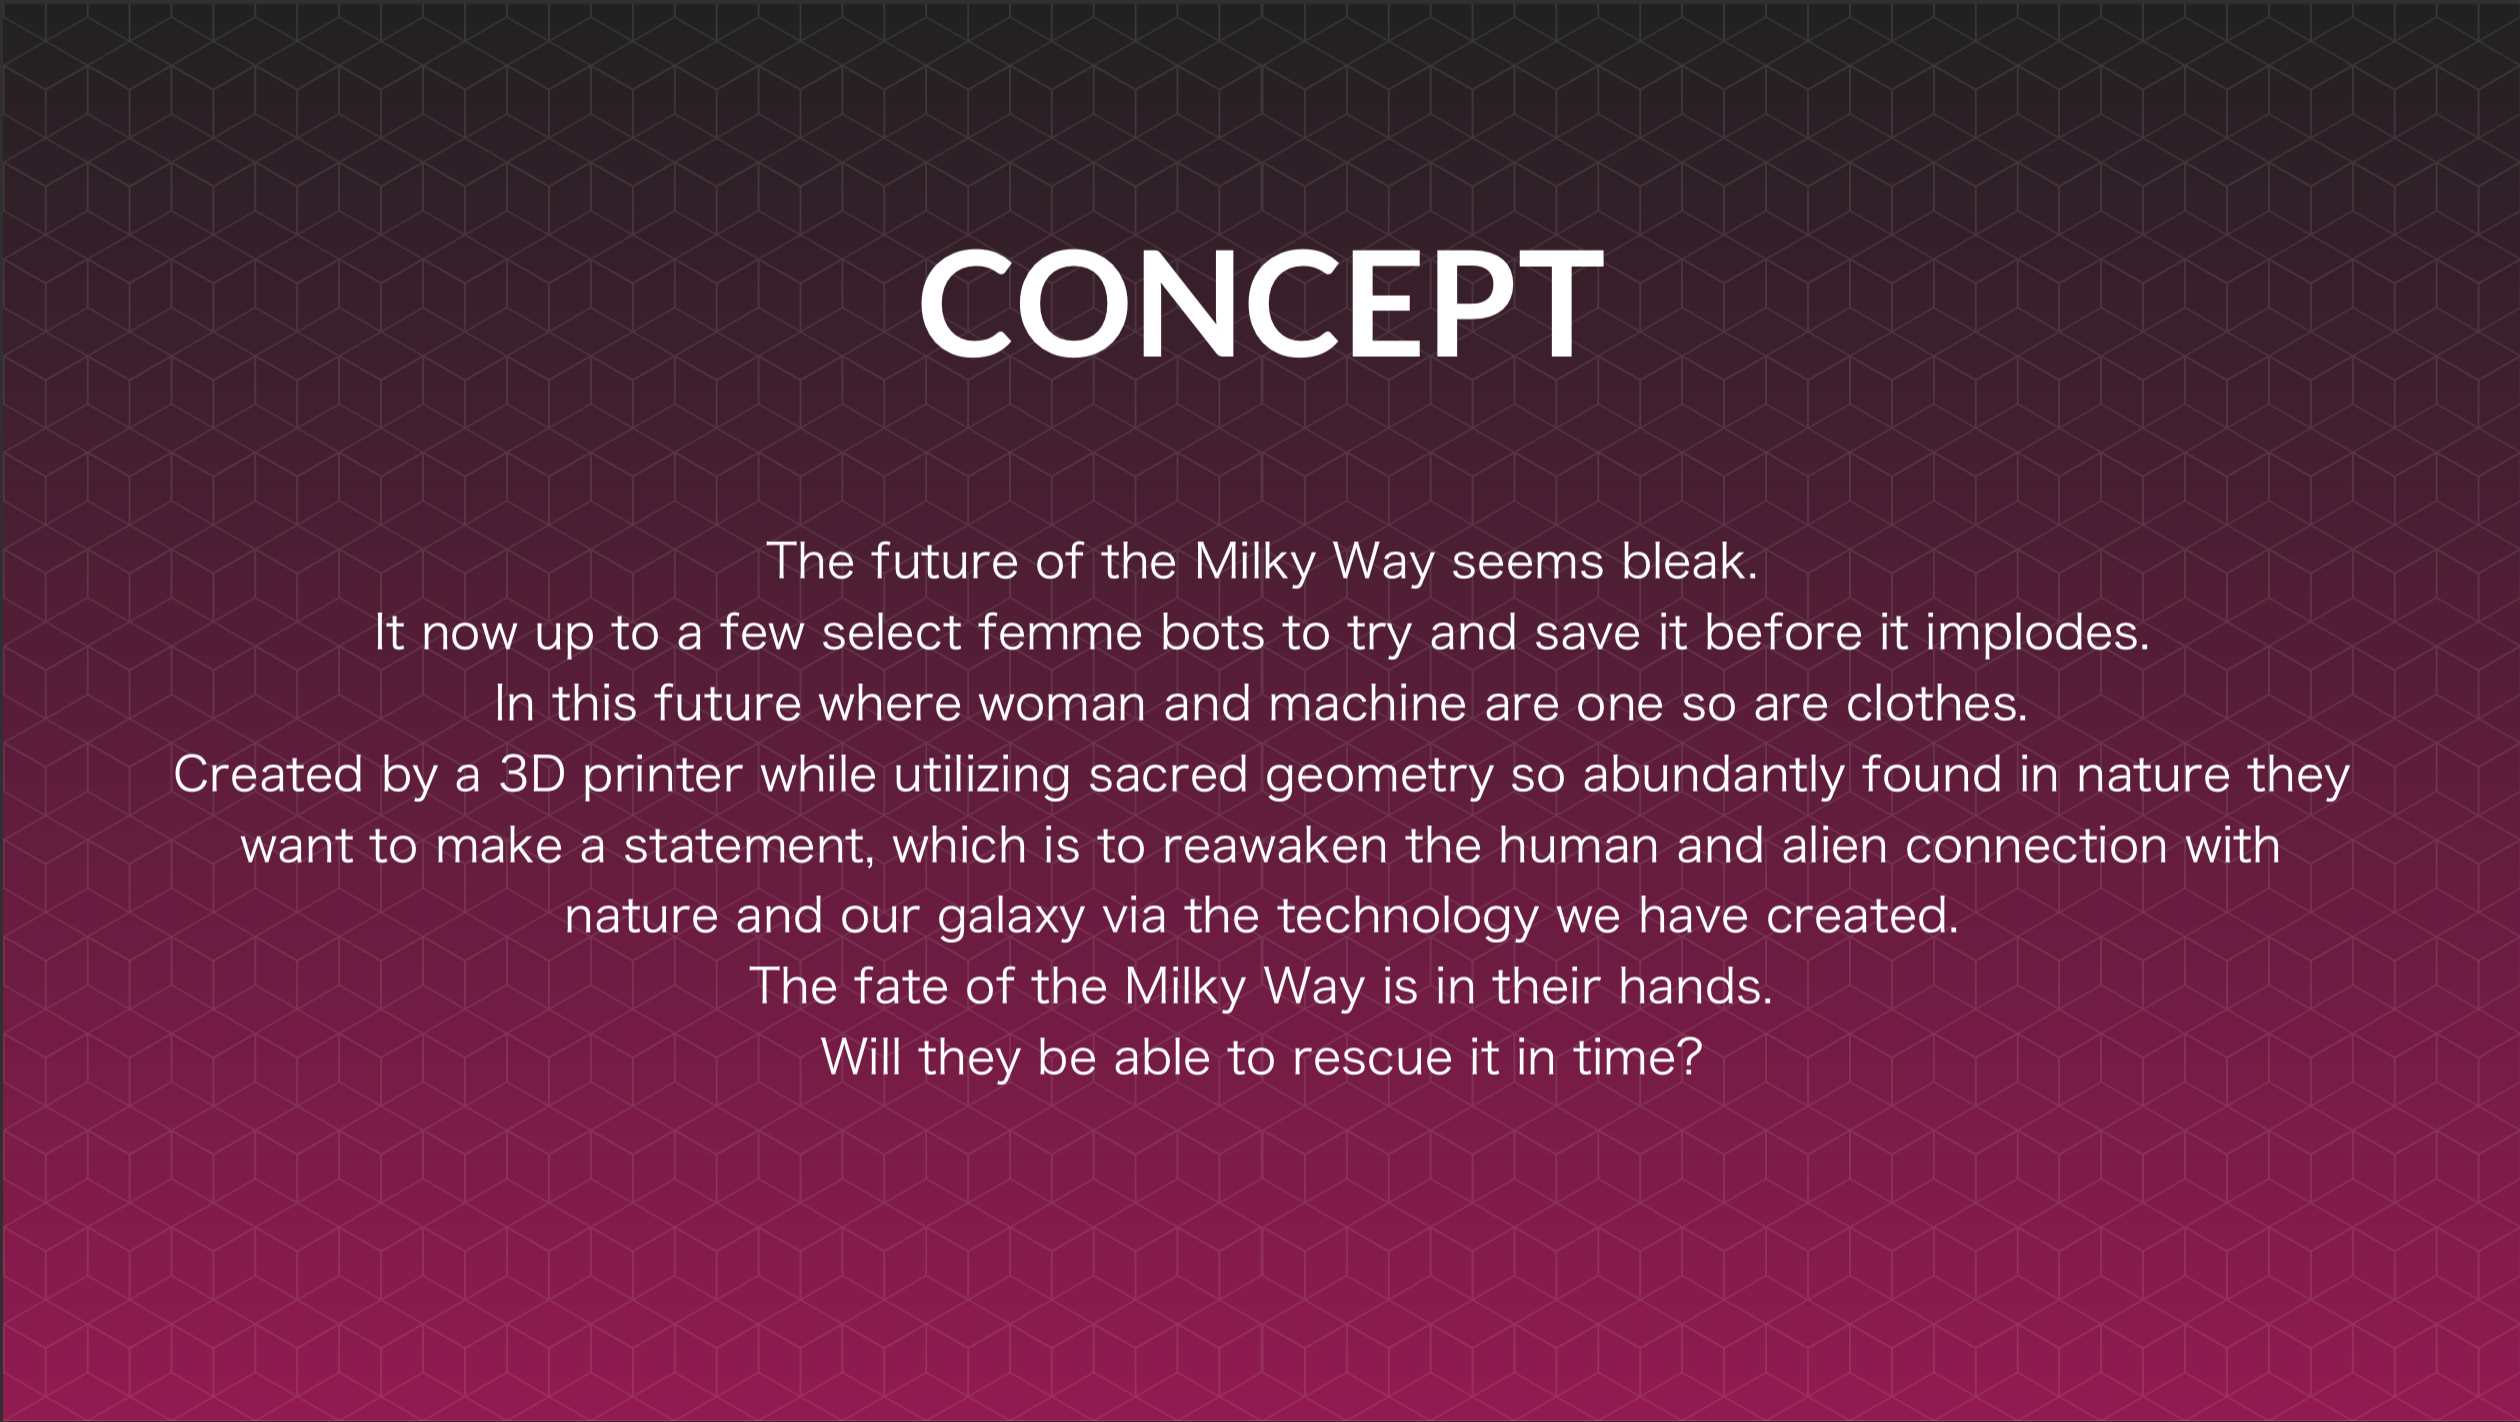 CONCEPT
The future of the Milky Way seems bleak.
It now up to a few select femme bots to try and save it before it implodes.
In this future where woman and machine are one so are clothes.
Created by a 3D printer while utilizing sacred geometry so abundantly found in nature they
want to make a statement, which is to reawaken the human and alien connection with
nature and our galaxy via the technology we have created.
The fate of the Milky Way is in their hands.
Will they be able to rescue it in time?